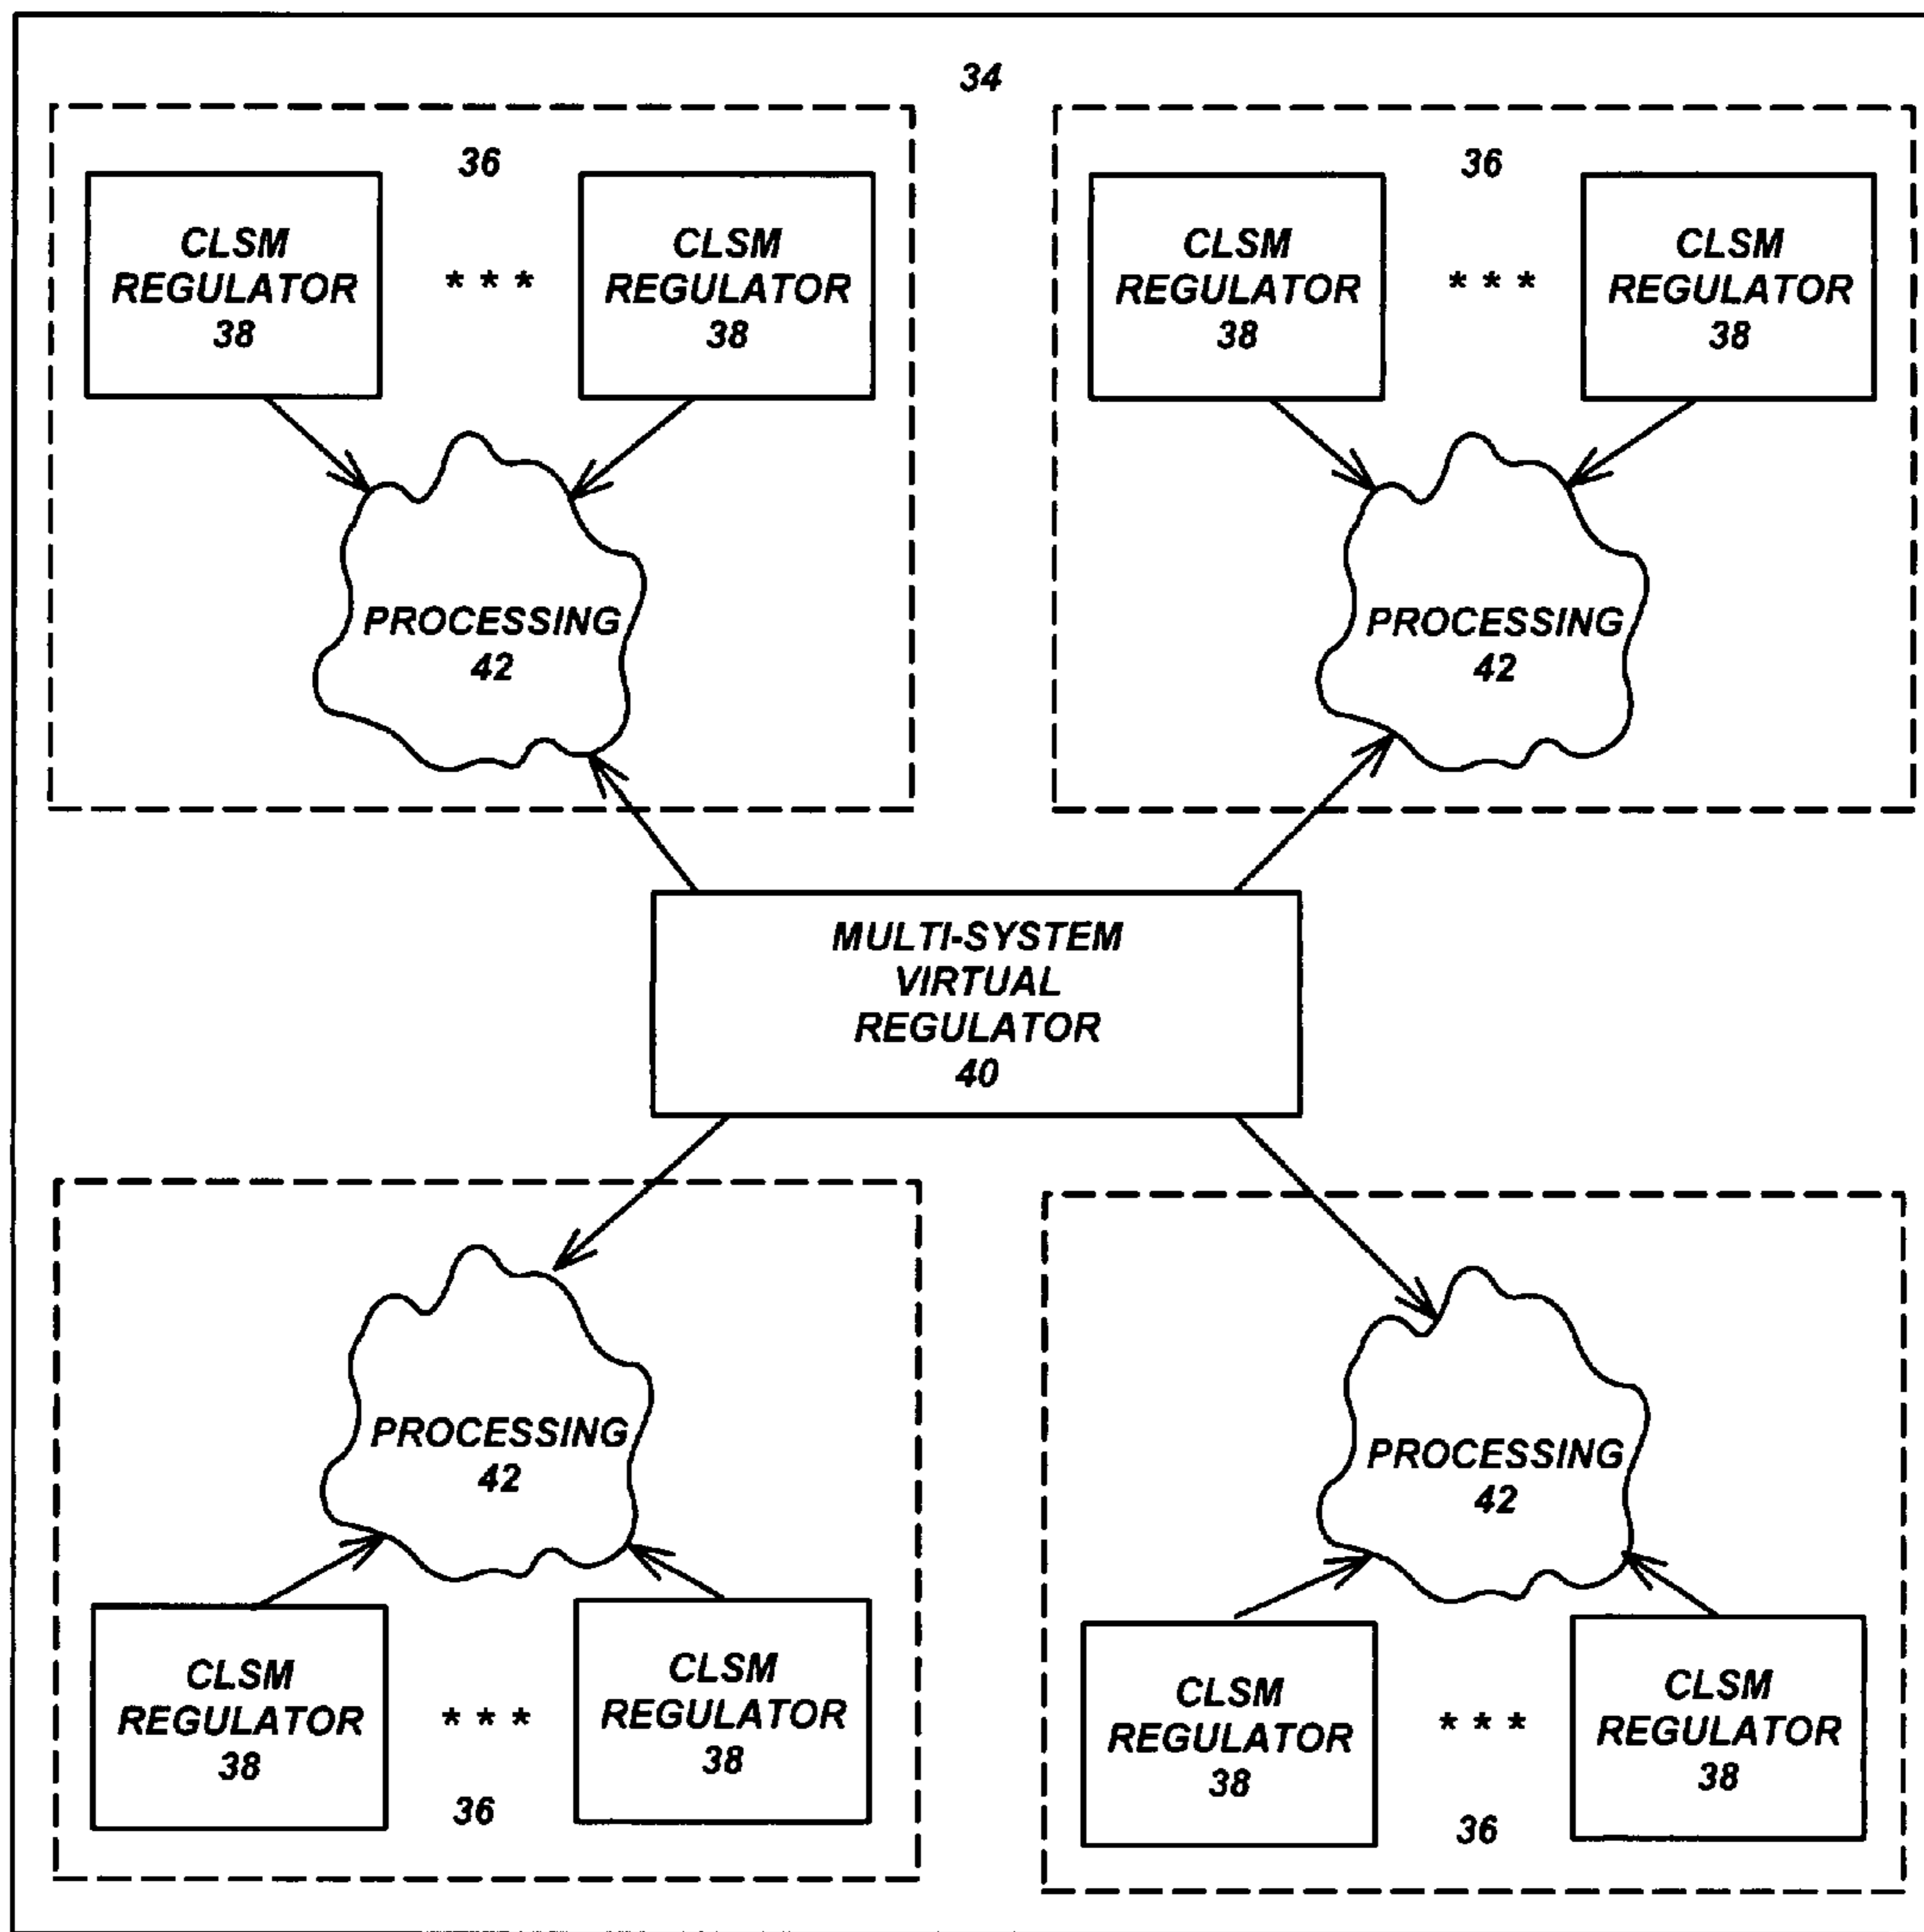 34
36
CLSM
REGULATOR
38
* * *
CLSM
REGULATOR
38
PROCESSING
42
36
CLSM
REGULATOR
38
* * *
CLSM
REGULATOR
38
PROCESSING
42
MULTI-SYSTEM
VIRTUAL
REGULATOR
40
PROCESSING
42
CLSM
REGULATOR
38
* * *
CLSM
REGULATOR
38
36
PROCESSING
42
CLSM
REGULATOR
38
* * *
CLSM
REGULATOR
38
36